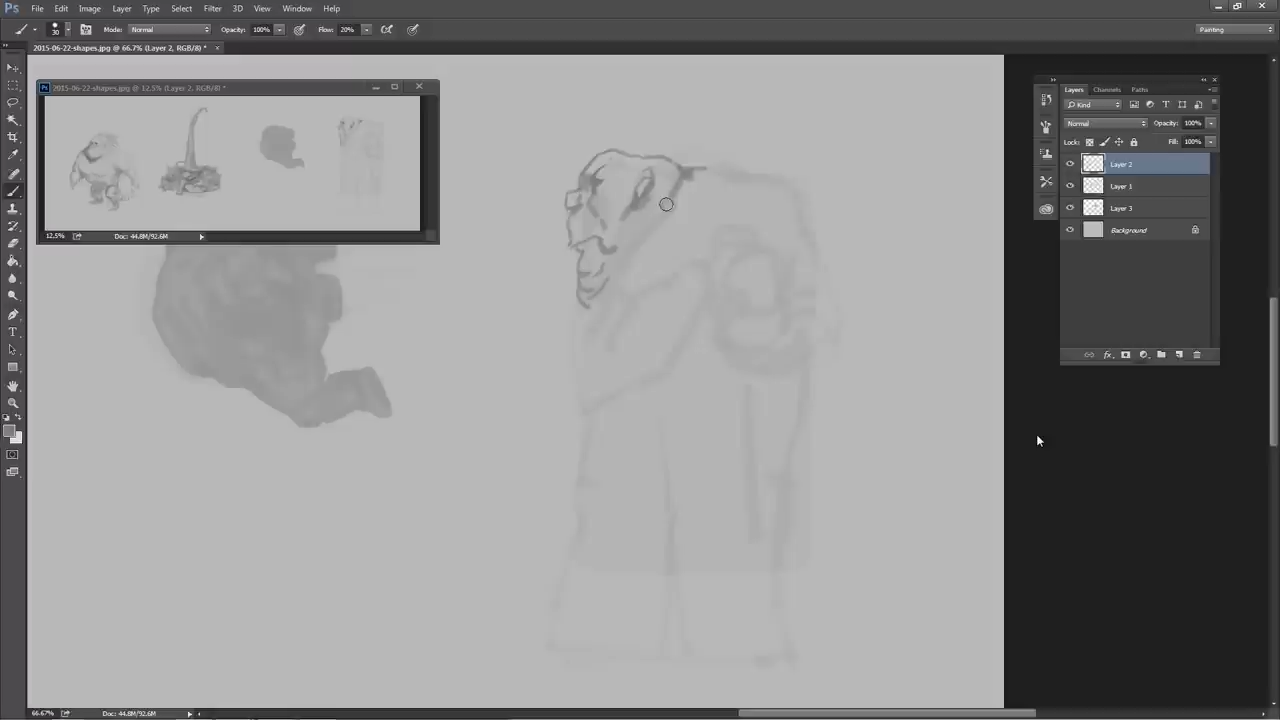 Ps File Edit Image Layer Type Select Filter 3D View Window Help
30 Mode: Normal Opacity: 100% Flow: 20% Painting
2015-06-22-shapes.jpg @ 66.7% (Layer 2, RGB/8) * ×
Ps 2015-06-22-shapes.jpg @ 12.5% (Layer 2, RGB/8) *
12.5% Doc: 44.8M/92.6M
Layers Channels Paths
Kind
Normal Opacity: 100%
Lock: Fill: 100%
Layer 2
Layer 1
Layer 3
Background
T
66.67% Doc: 44.8M/92.6M